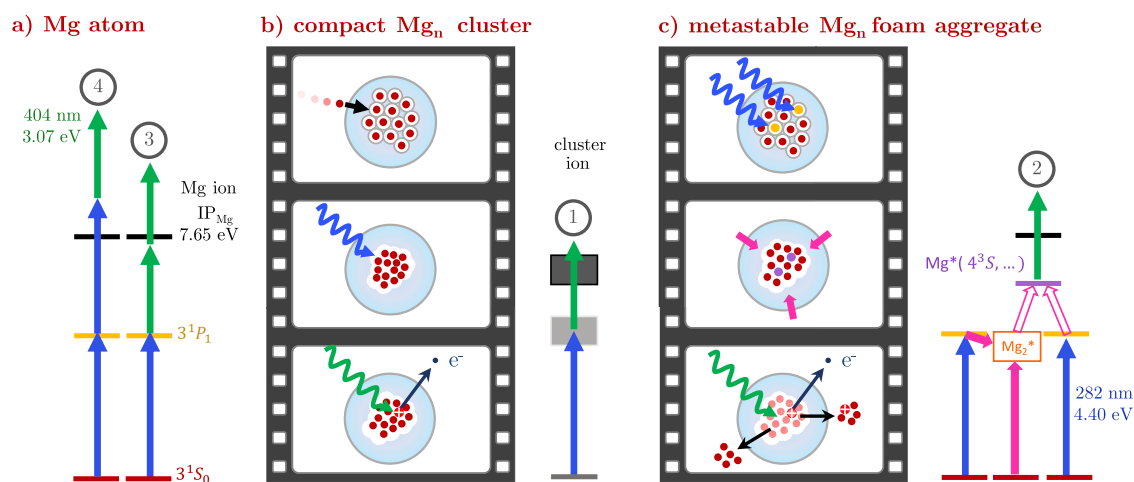 a) Mg atom
4
404 nm
3.07 eV
3
Mg ion
IP_Mg
7.65 eV
3¹P₁
3¹S₀
b) compact Mgₙ cluster
e⁻
cluster
ion
1
c) metastable Mgₙ foam aggregate
e⁻
2
Mg*(4³S, ...)
Mg₂*
282 nm
4.40 eV